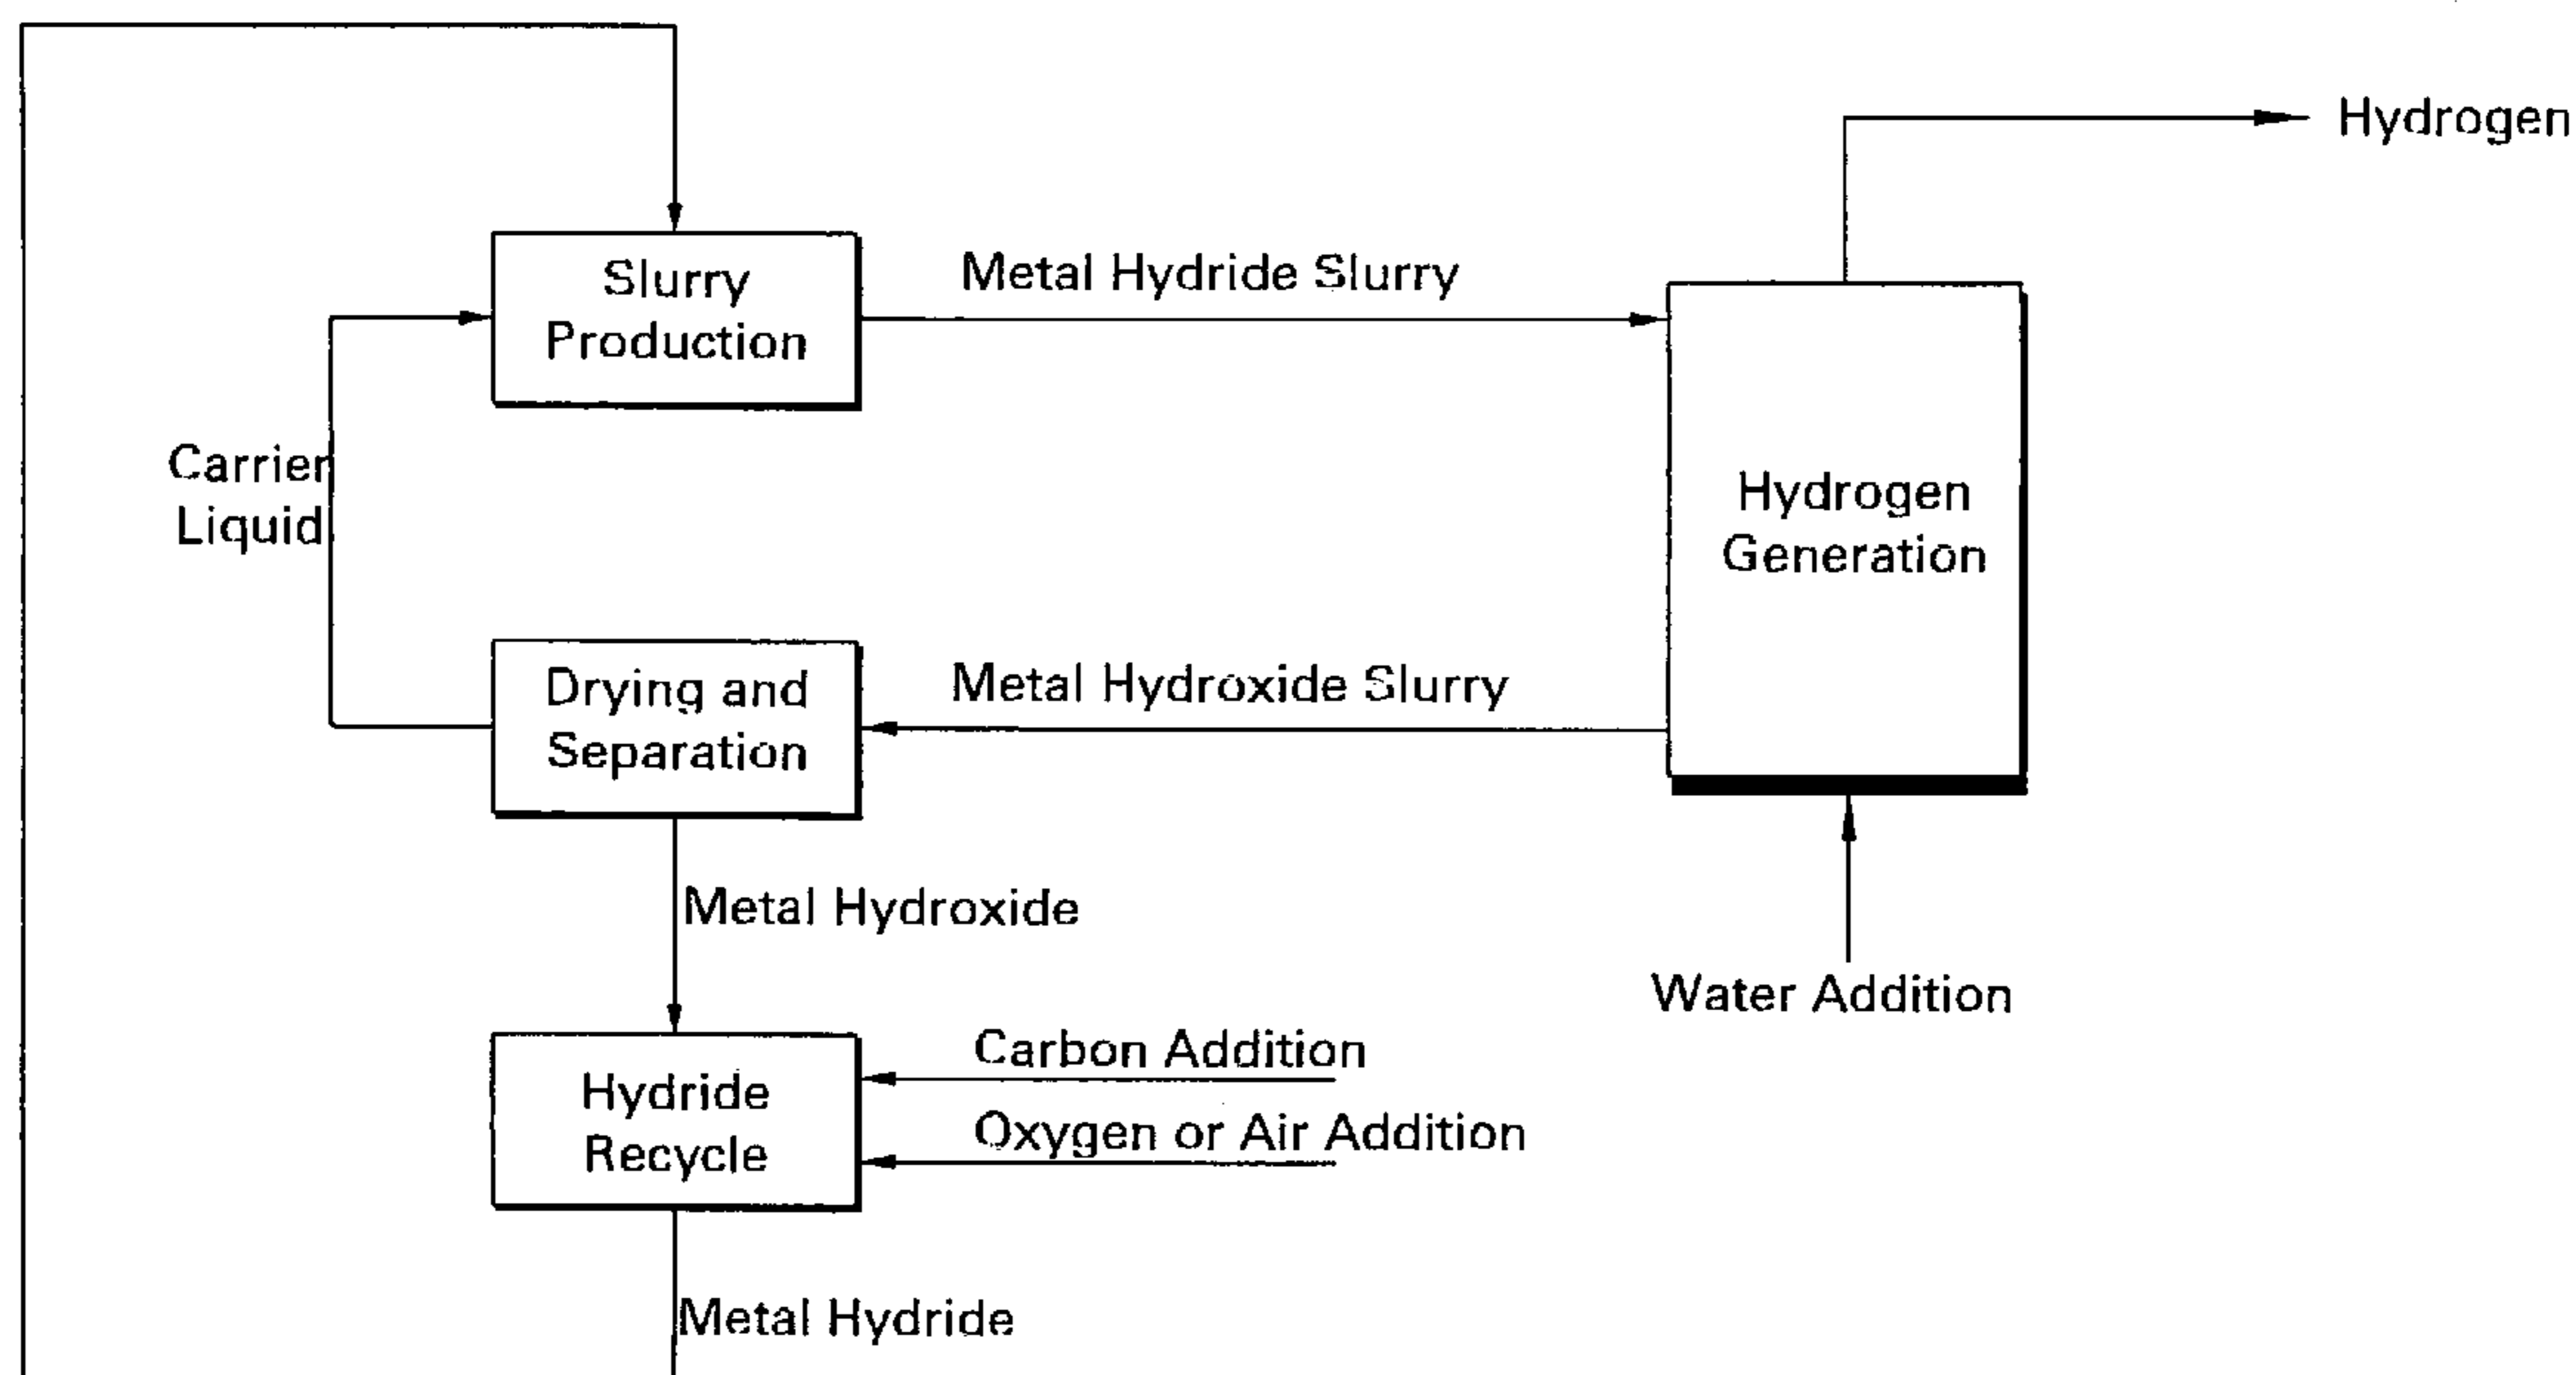 Hydrogen
Slurry
Production
Metal Hydride Slurry
Carrier
Liquid
Hydrogen
Generation
Drying and
Separation
Metal Hydroxide Slurry
Metal Hydroxide
Water Addition
Hydride
Recycle
Carbon Addition
Oxygen or Air Addition
Metal Hydride